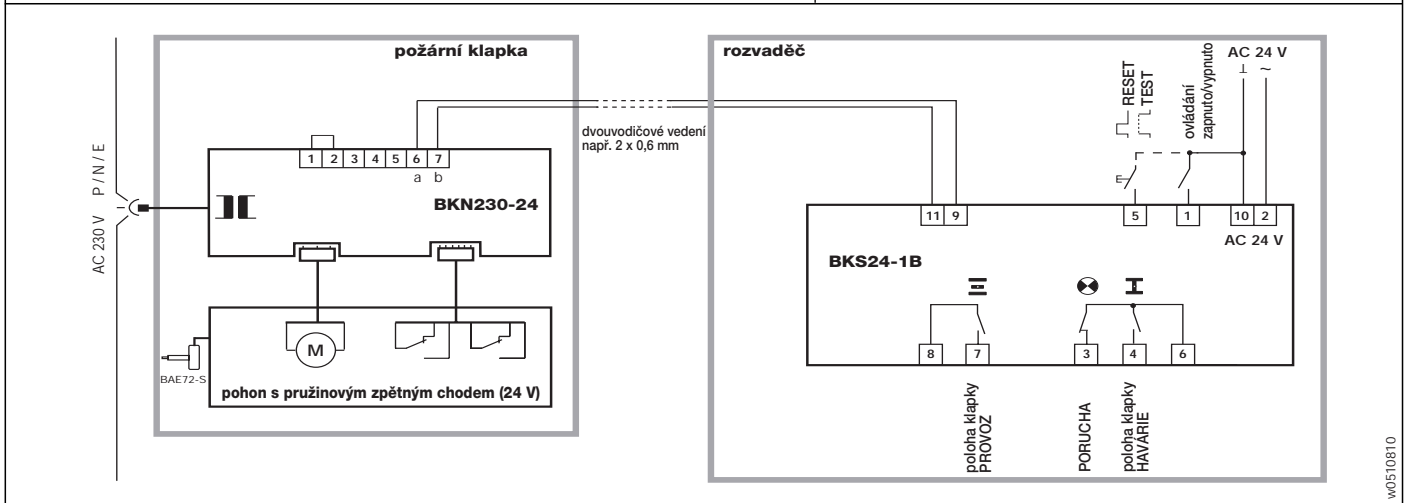 požární klapka
rozvaděč
AC 24 V
⊥ ~
RESET
TEST
ovládání
zapnuto/vypnuto
dvouvodičové vedení
např. 2 x 0,6 mm
AC 230 V P / N / E
1 2 3 4 5 6 7
a b
BKN230-24
11 9 5 1 10 2
AC 24 V
BKS24-1B
M
BAE72-S
pohon s pružinovým zpětným chodem (24 V)
8 7 3 4 6
poloha klapky
PROVOZ
PORUCHA
poloha klapky
HAVÁRIE
w0510810